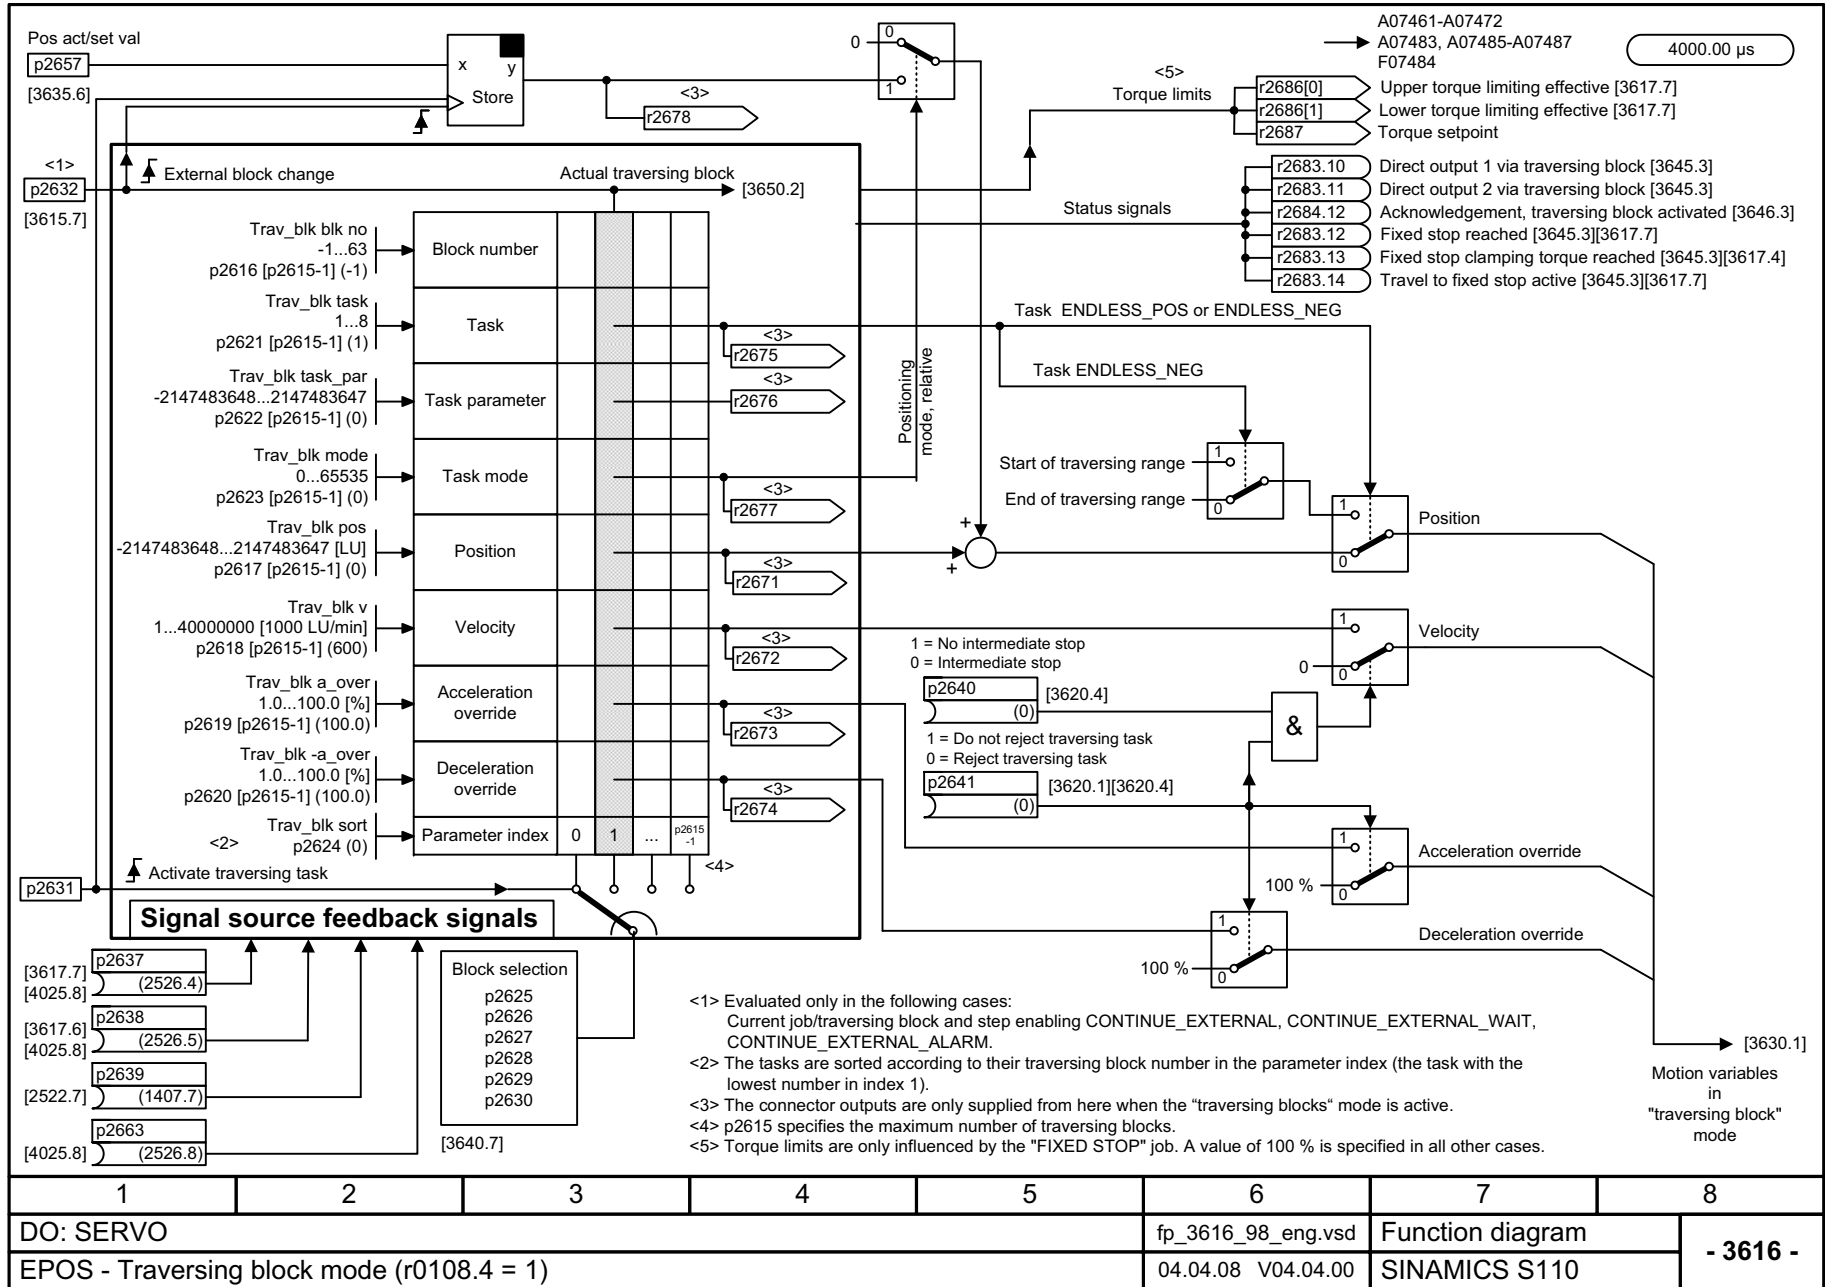 Pos act/set val
p2657
[3635.6]
x
y
Store
<3>
r2678
0
0
1
A07461-A07472
A07483, A07485-A07487
F07484
4000.00 µs
<5>
Torque limits
r2686[0] Upper torque limiting effective [3617.7]
r2686[1] Lower torque limiting effective [3617.7]
r2687 Torque setpoint
<1>
p2632
[3615.7]
External block change
Actual traversing block
[3650.2]
Status signals
r2683.10 Direct output 1 via traversing block [3645.3]
r2683.11 Direct output 2 via traversing block [3645.3]
r2684.12 Acknowledgement, traversing block activated [3646.3]
r2683.12 Fixed stop reached [3645.3][3617.7]
r2683.13 Fixed stop clamping torque reached [3645.3][3617.4]
r2683.14 Travel to fixed stop active [3645.3][3617.7]
Trav_blk blk no
-1...63
p2616 [p2615-1] (-1)
Block number
Trav_blk task
1...8
p2621 [p2615-1] (1)
Task
<3>
r2675
Task ENDLESS_POS or ENDLESS_NEG
Task ENDLESS_NEG
Trav_blk task_par
-2147483648...2147483647
p2622 [p2615-1] (0)
Task parameter
<3>
r2676
Positioning
mode, relative
Trav_blk mode
0...65535
p2623 [p2615-1] (0)
Task mode
<3>
r2677
Start of traversing range
End of traversing range
1
0
Trav_blk pos
-2147483648...2147483647 [LU]
p2617 [p2615-1] (0)
Position
<3>
r2671
+
+
1
0
Position
Trav_blk v
1...40000000 [1000 LU/min]
p2618 [p2615-1] (600)
Velocity
<3>
r2672
1 = No intermediate stop
0 = Intermediate stop
p2640
(0)
[3620.4]
0
1
0
Velocity
&
Trav_blk a_over
1.0...100.0 [%]
p2619 [p2615-1] (100.0)
Acceleration
override
<3>
r2673
1 = Do not reject traversing task
0 = Reject traversing task
p2641
(0)
[3620.1][3620.4]
Trav_blk -a_over
1.0...100.0 [%]
p2620 [p2615-1] (100.0)
Deceleration
override
<3>
r2674
100 %
1
0
Acceleration override
<2>
Trav_blk sort
p2624 (0)
Parameter index
0
1
...
p2615
-1
<4>
p2631
Activate traversing task
Signal source feedback signals
100 %
1
0
Deceleration override
[3617.7]
[4025.8]
p2637
(2526.4)
[3617.6]
[4025.8]
p2638
(2526.5)
[2522.7]
p2639
(1407.7)
[4025.8]
p2663
(2526.8)
Block selection
p2625
p2626
p2627
p2628
p2629
p2630
[3640.7]
<1> Evaluated only in the following cases:
Current job/traversing block and step enabling CONTINUE_EXTERNAL, CONTINUE_EXTERNAL_WAIT,
CONTINUE_EXTERNAL_ALARM.
<2> The tasks are sorted according to their traversing block number in the parameter index (the task with the
lowest number in index 1).
<3> The connector outputs are only supplied from here when the “traversing blocks“ mode is active.
<4> p2615 specifies the maximum number of traversing blocks.
<5> Torque limits are only influenced by the "FIXED STOP" job. A value of 100 % is specified in all other cases.
[3630.1]
Motion variables
in
"traversing block"
mode
1 2 3 4 5 6 7 8
DO: SERVO
fp_3616_98_eng.vsd
Function diagram
- 3616 -
EPOS - Traversing block mode (r0108.4 = 1)
04.04.08 V04.04.00
SINAMICS S110